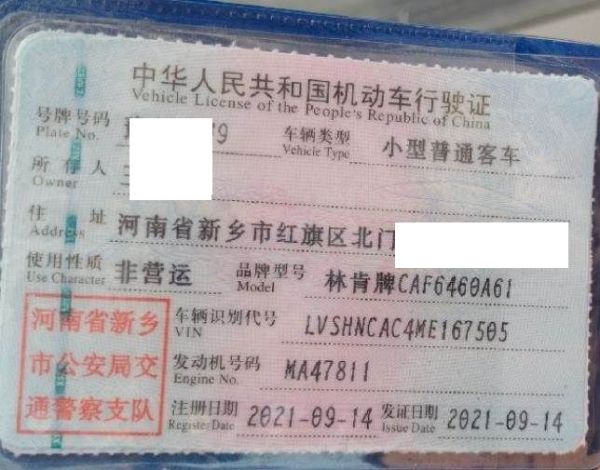 中华人民共和国机动车行驶证
Vehicle License of the People's Republic of China
号牌号码 79 车辆类型 小型普通客车
Plate No. Vehicle Type
所有人
Owner
住址 河南省新乡市红旗区北门
Address
使用性质 非营运 品牌型号 林肯牌CAF6460A61
Use Character Model
河南省新乡
市公安局交
通警察支队
车辆识别代号 LVSHNCAC4ME167505
VIN
发动机号码 MA47811
Engine No.
注册日期 2021-09-14 发证日期 2021-09-14
Register Date Issue Date